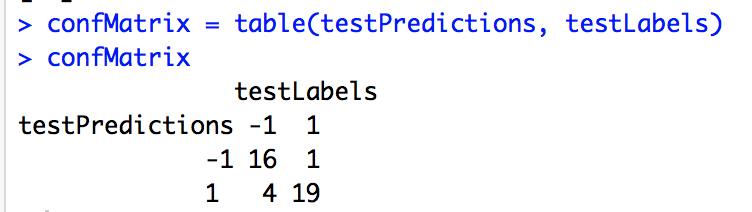 > confMatrix = table(testPredictions, testLabels)
> confMatrix
testLabels
testPredictions -1 1
-1 16 1
1 4 19